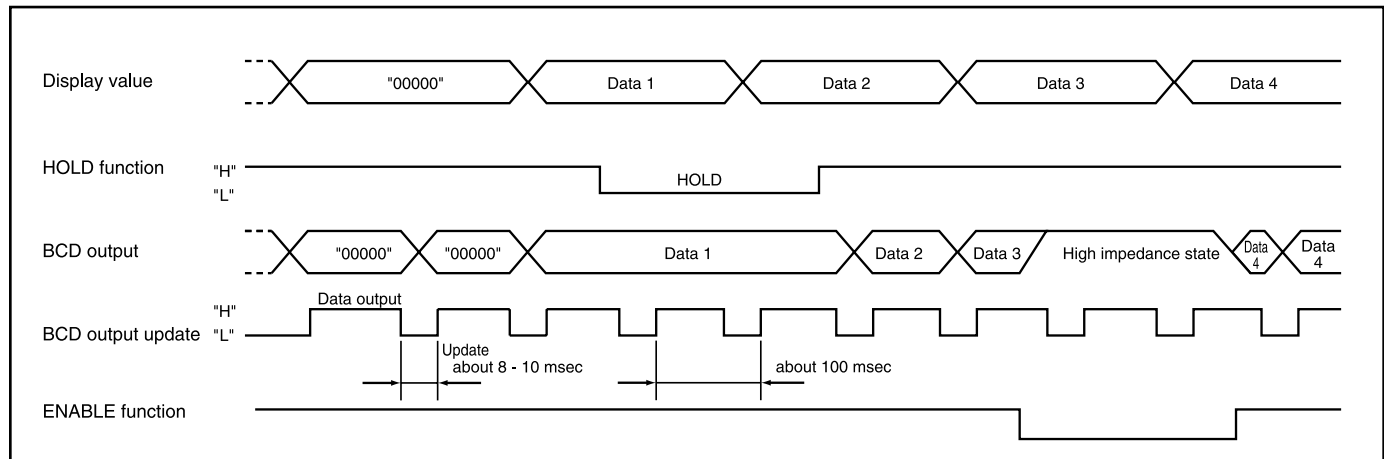 Display value "00000" Data 1 Data 2 Data 3 Data 4
HOLD function "H"
"L" HOLD
BCD output "00000" "00000" Data 1 Data 2 Data 3 High impedance state Data 4 Data 4
"H" Data output
BCD output update "L"
Update
about 8 - 10 msec about 100 msec
ENABLE function